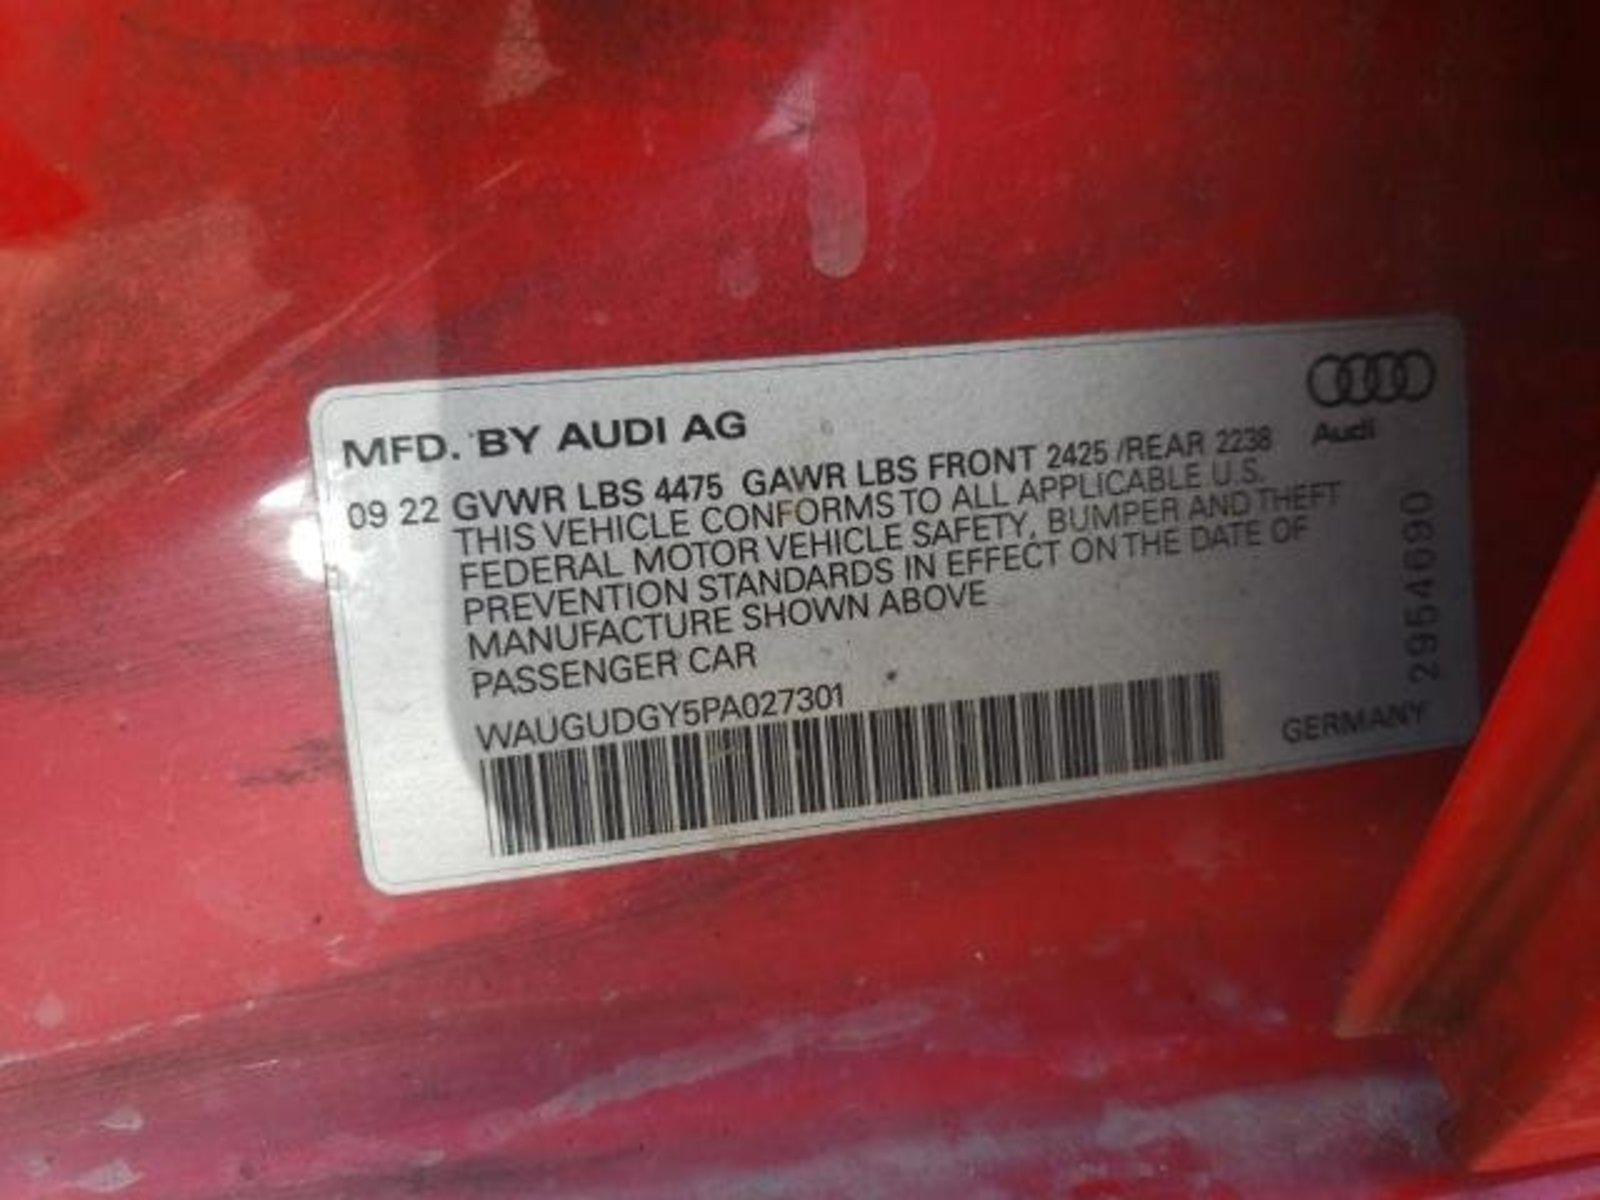 MFD. BY AUDI AG
Audi
09 22 GVWR LBS 4475 GAWR LBS FRONT 2425 /REAR 2238
THIS VEHICLE CONFORMS TO ALL APPLICABLE U.S.
FEDERAL MOTOR VEHICLE SAFETY, BUMPER AND THEFT
PREVENTION STANDARDS IN EFFECT ON THE DATE OF
MANUFACTURE SHOWN ABOVE
PASSENGER CAR
WAUGUDGY5PA027301
GERMANY
2954690